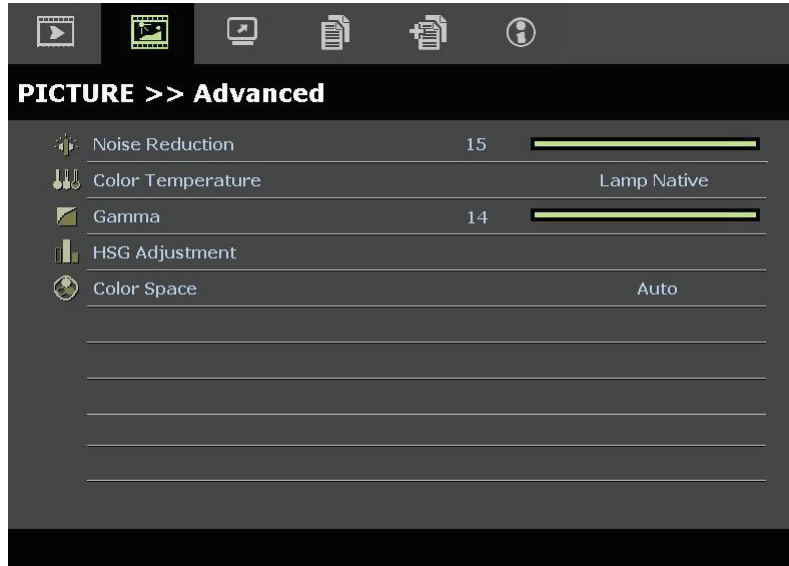 PICTURE >> Advanced
Noise Reduction 15
Color Temperature Lamp Native
Gamma 14
HSG Adjustment
Color Space Auto